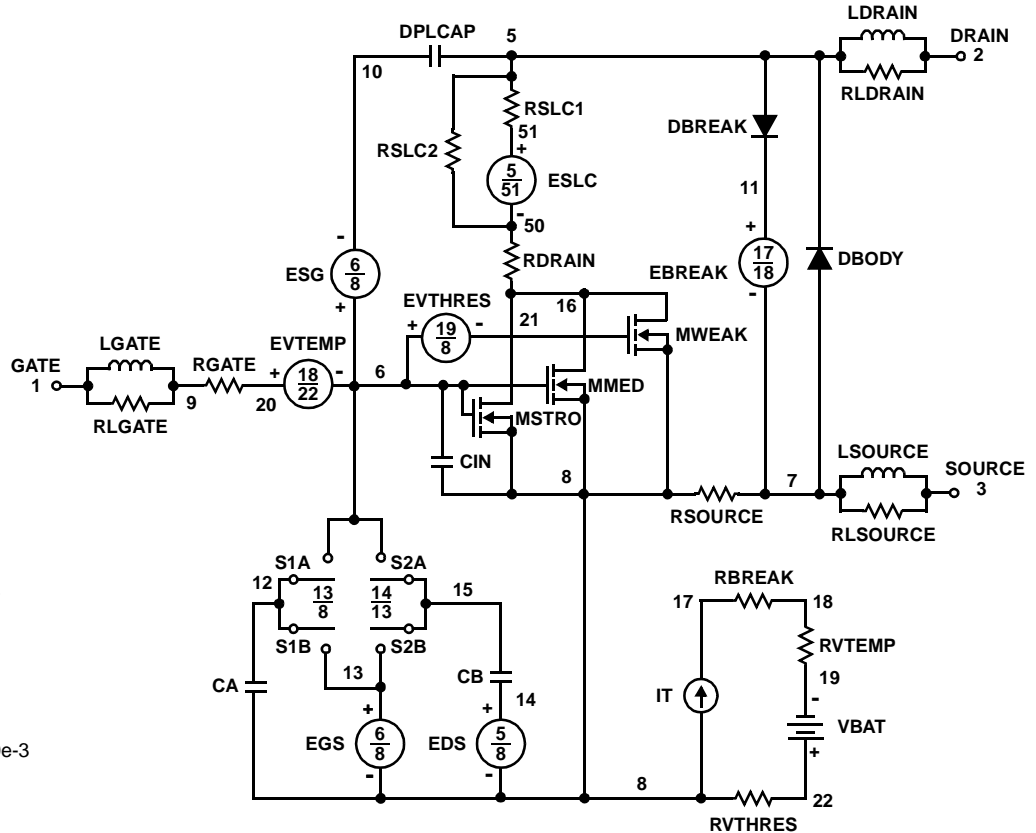 LDRAIN
DPLCAP 5 DRAIN
10 2
RLDRAIN
RSLC1
DBREAK
51
RSLC2 +
5
51
ESLC 11
-
50
- +
17
18
DBODY
RDRAIN
6
8
ESG EBREAK
EVTHRES
+ 16 -
21
+ 19
8
- MWEAK
LGATE EVTEMP
GATE RGATE + 18
22
- 6
1 MMED
9 20
RLGATE MSTRO
LSOURCE
CIN SOURCE
8 7 3
RSOURCE
RLSOURCE
S1A S2A
12 13
8
14
13
15 RBREAK
17 18
S1B S2B
RVTEMP
13
CA CB 19
14 IT -
+ +
VBAT
EGS 6
8
EDS 5
8
+
- -
8 22
RVTHRES
e-3